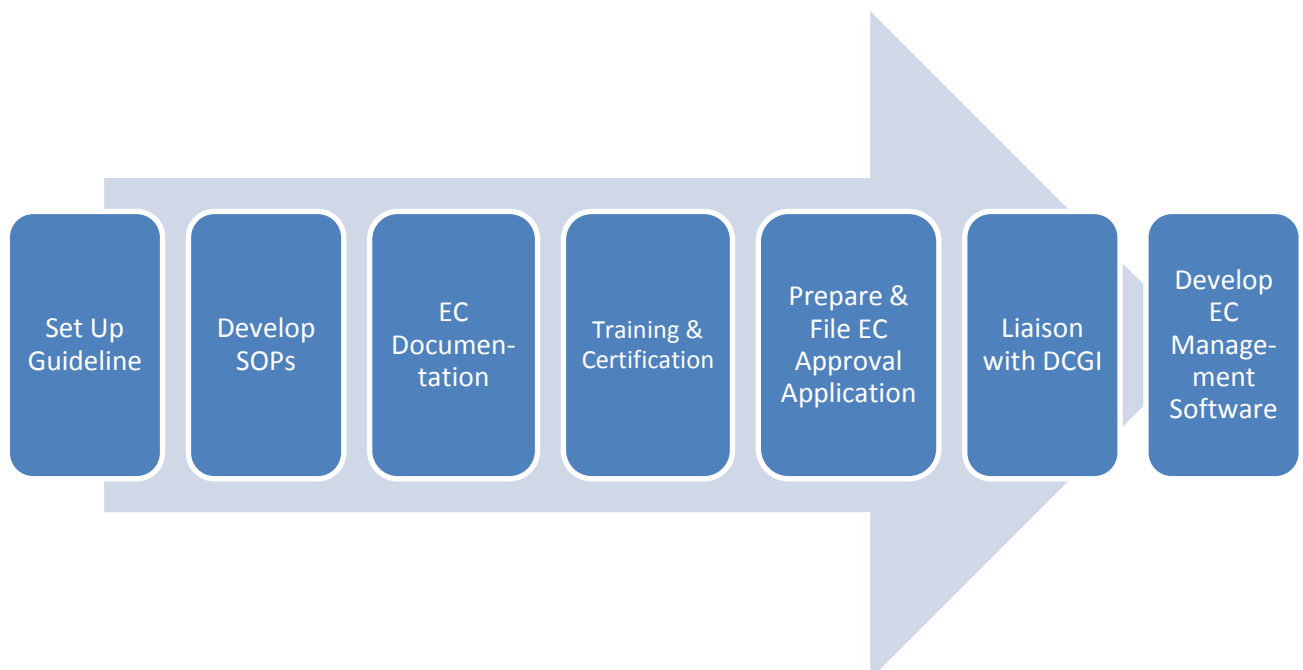 Set Up
Guideline
Develop
SOPs
EC
Documen-
tation
Training &
Certification
Prepare &
File EC
Approval
Application
Liaison
with DCGI
Develop
EC
Manage-
ment
Software